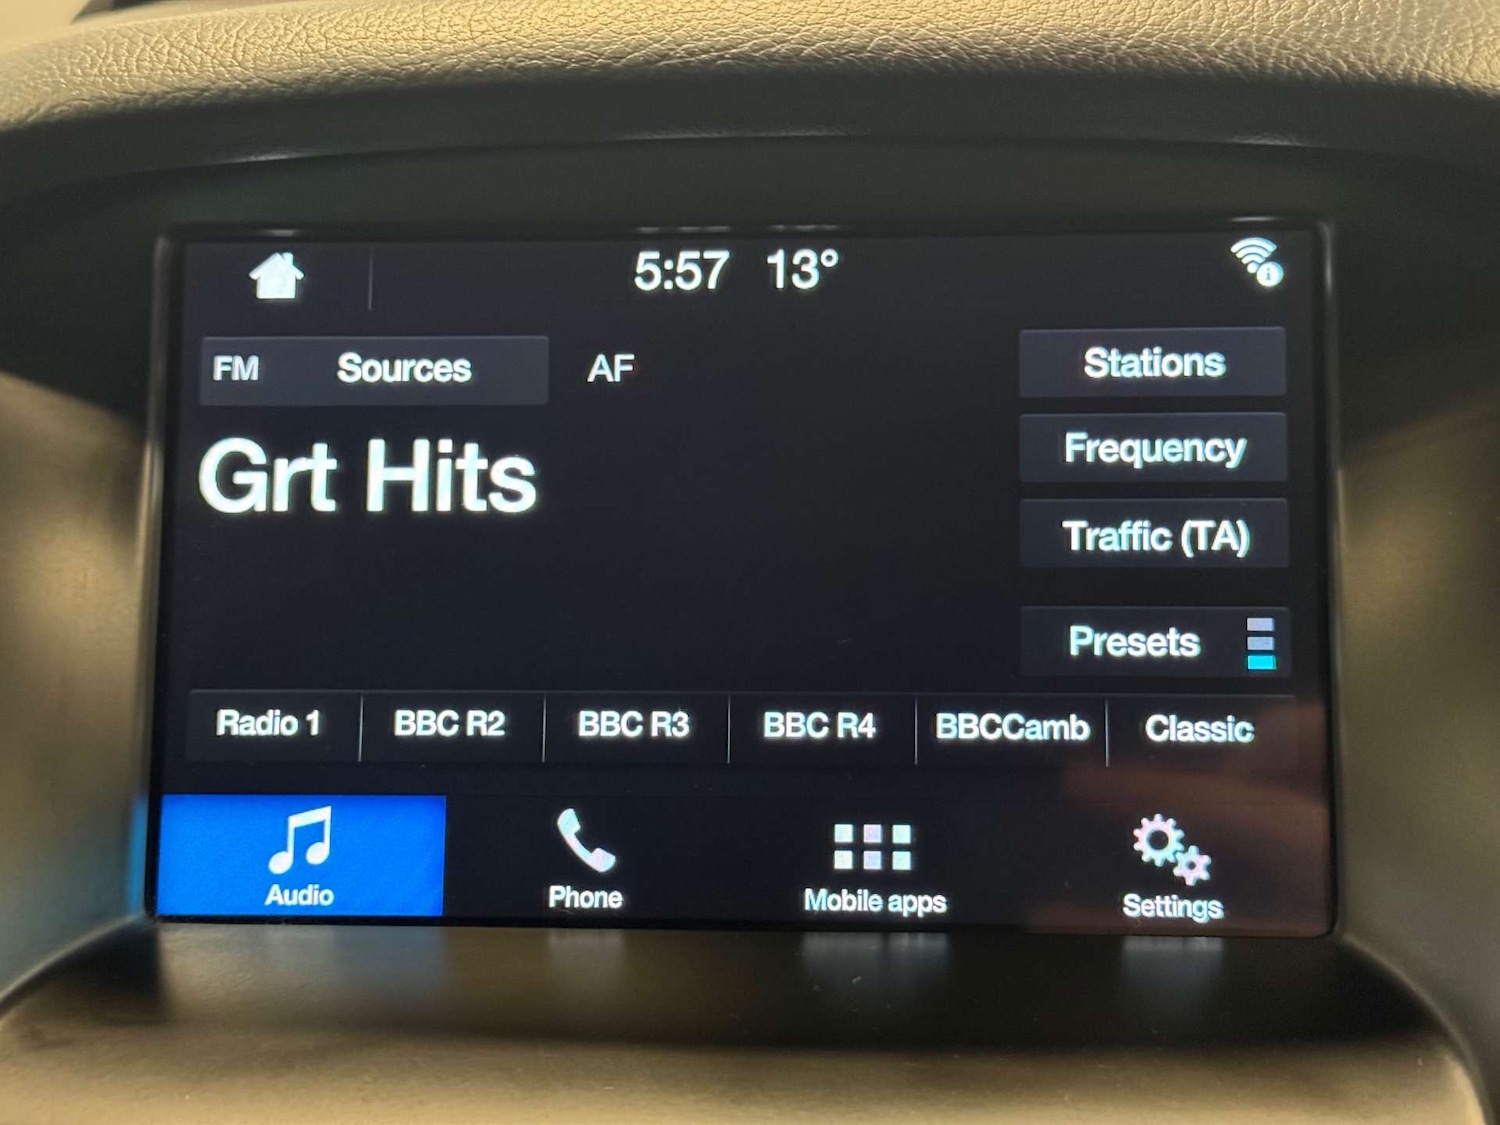 5:57 13°
FM Sources AF
Stations
Frequency
Grt Hits
Traffic (TA)
Presets
Radio 1 BBC R2 BBC R3 BBC R4 BBCCamb Classic
Audio Phone Mobile apps Settings